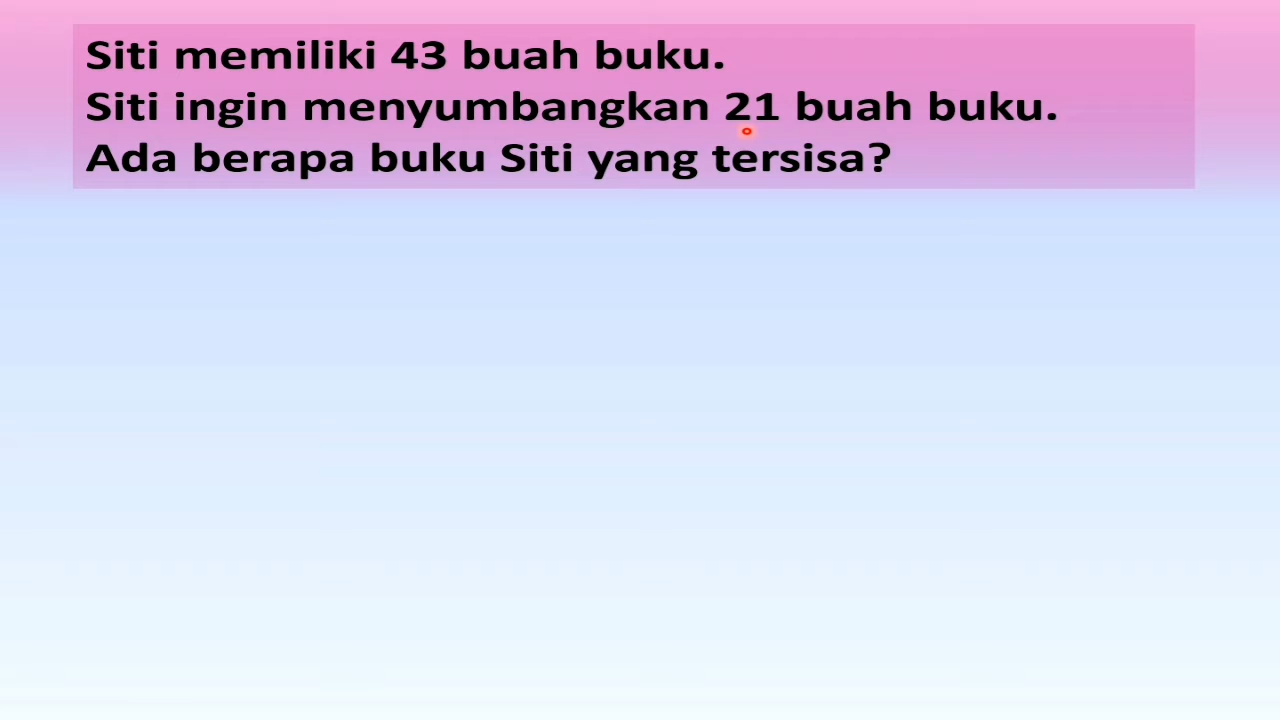 Siti memiliki 43 buah buku.
Siti ingin menyumbangkan 21 buah buku.
Ada berapa buku Siti yang tersisa?